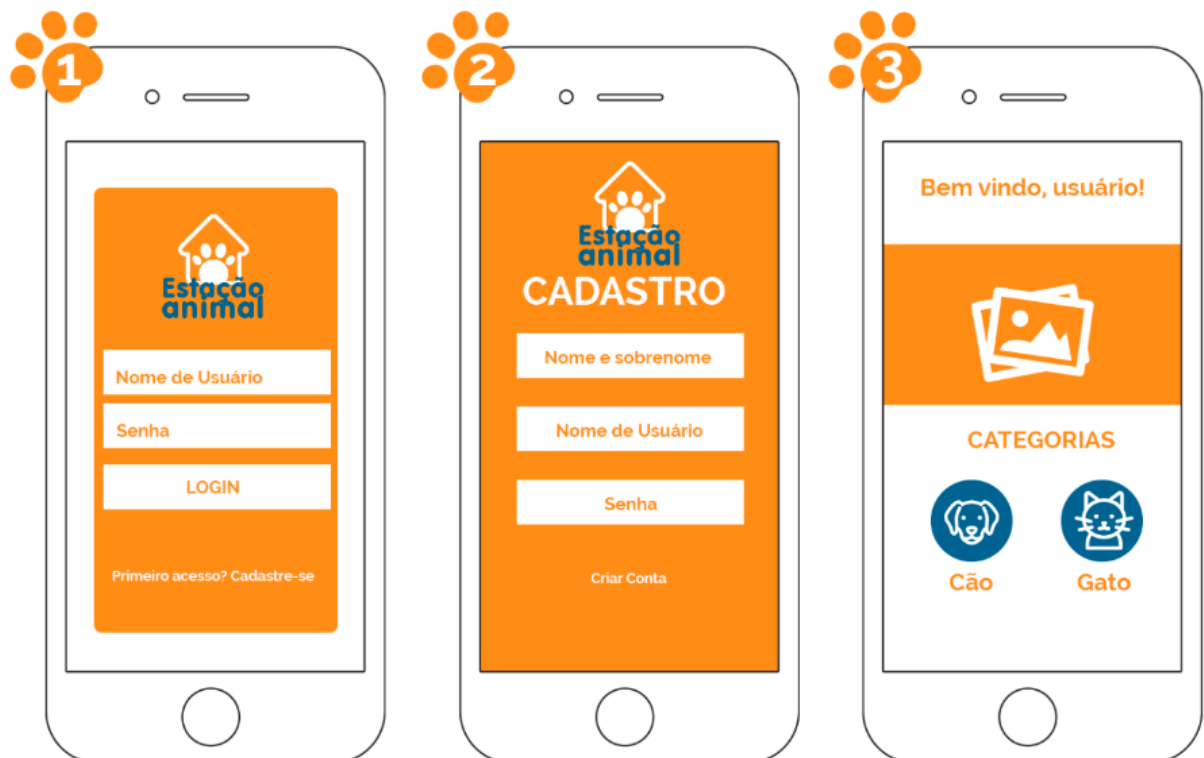 1
Estação
animal
Nome de Usuário
Senha
LOGIN
Primeiro acesso? Cadastre-se
2
Estação
animal
CADASTRO
Nome e sobrenome
Nome de Usuário
Senha
Criar Conta
3
Bem vindo, usuário!
CATEGORIAS
Cão
Gato